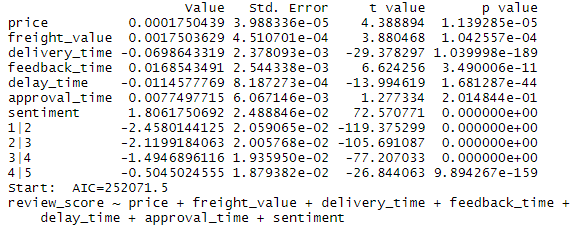 Value Std. Error t value p value
price 0.0001750439 3.988336e-05 4.388894 1.139285e-05
freight_value 0.0017503629 4.510701e-04 3.880468 1.042557e-04
delivery_time -0.0698643319 2.378093e-03 -29.378297 1.039998e-189
feedback_time 0.0168543491 2.544338e-03 6.624256 3.490006e-11
delay_time -0.0114577769 8.187273e-04 -13.994619 1.681287e-44
approval_time 0.0077497715 6.067146e-03 1.277334 2.014844e-01
sentiment 1.8061750692 2.488846e-02 72.570771 0.000000e+00
1|2 -2.4580144125 2.059065e-02 -119.375299 0.000000e+00
2|3 -2.1199184063 2.005768e-02 -105.691087 0.000000e+00
3|4 -1.4946896116 1.935950e-02 -77.207033 0.000000e+00
4|5 -0.5045024555 1.879382e-02 -26.844063 9.894267e-159
Start: AIC=252071.5
review_score ~ price + freight_value + delivery_time + feedback_time +
delay_time + approval_time + sentiment